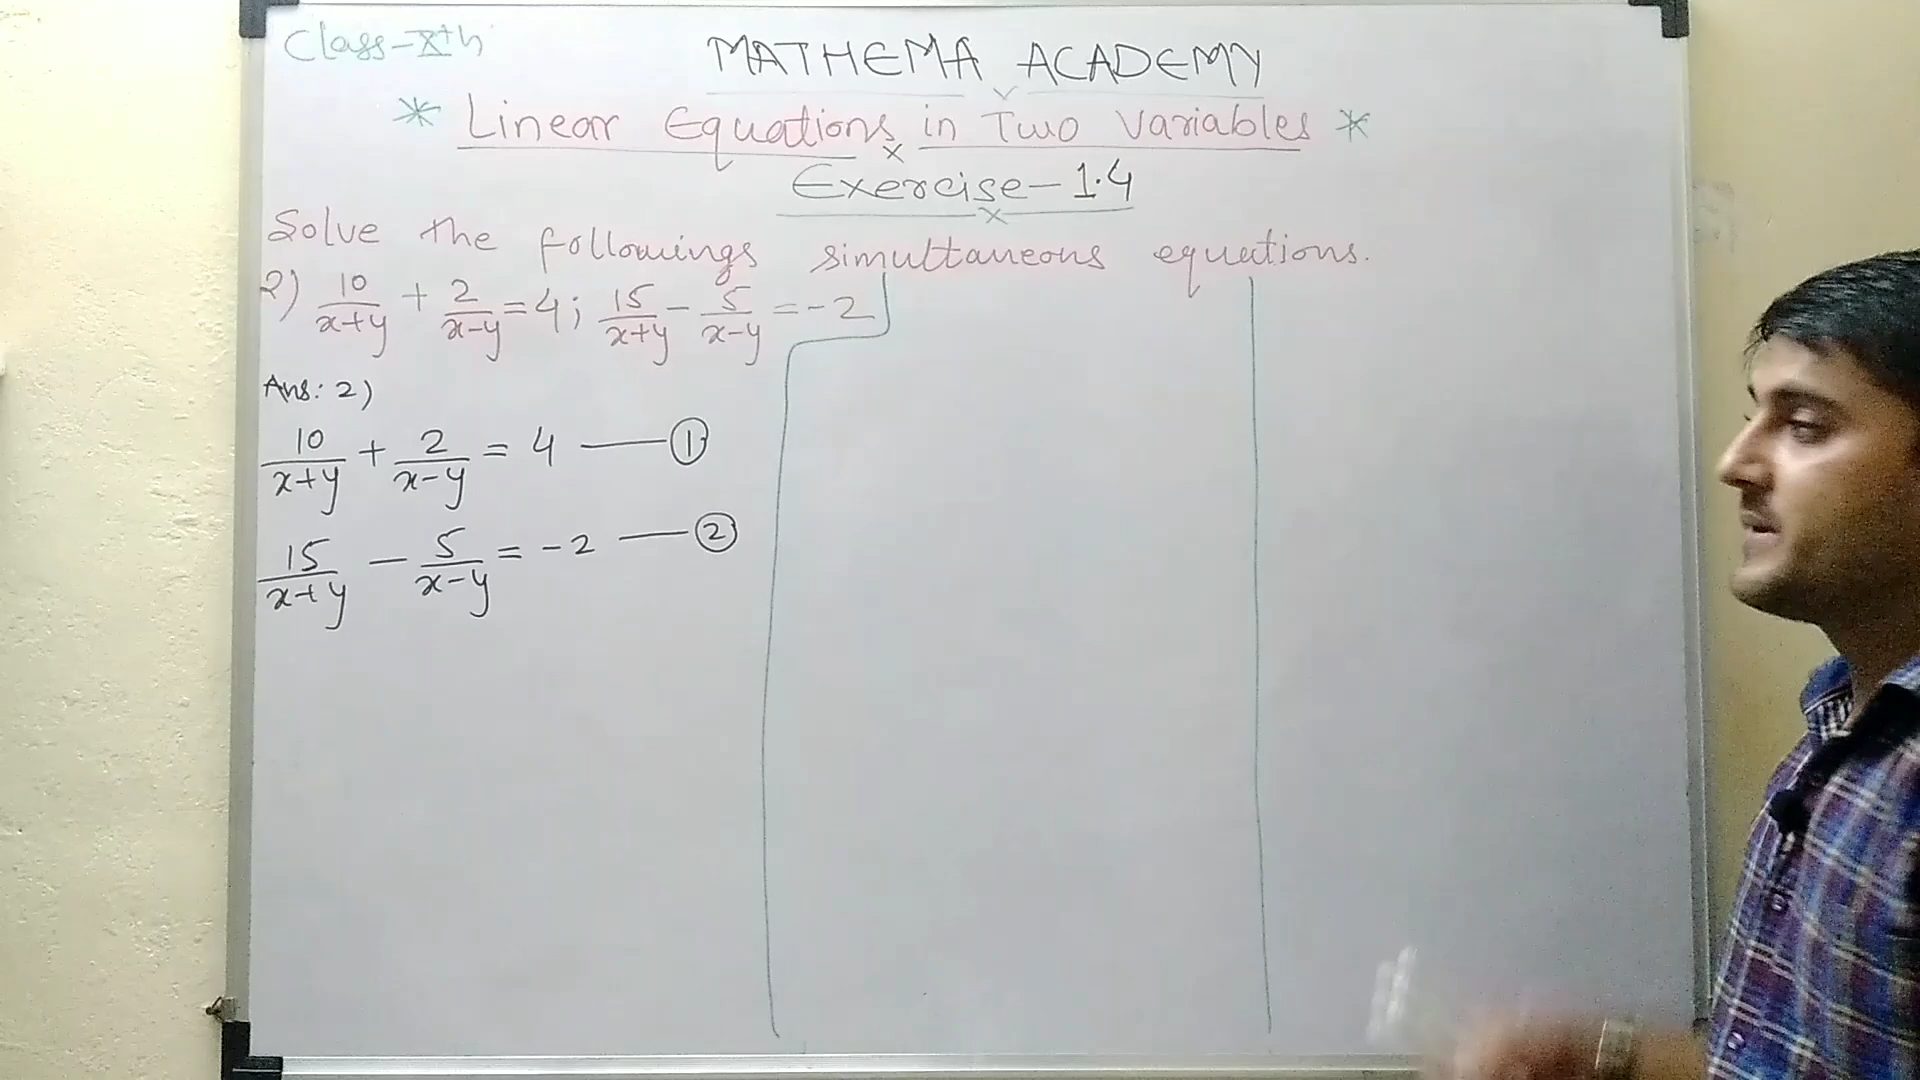 Class-Xth
MATHEMA ACADEMY
* Linear Equations in Two Variables *
Exercise-1.4
Solve the followings simultaneous equations.
2) 10/(x+y) + 2/(x-y) = 4; 15/(x+y) - 5/(x-y) = -2
Ans: 2)
10/(x+y) + 2/(x-y) = 4 —— ①
15/(x+y) - 5/(x-y) = -2 —— ②